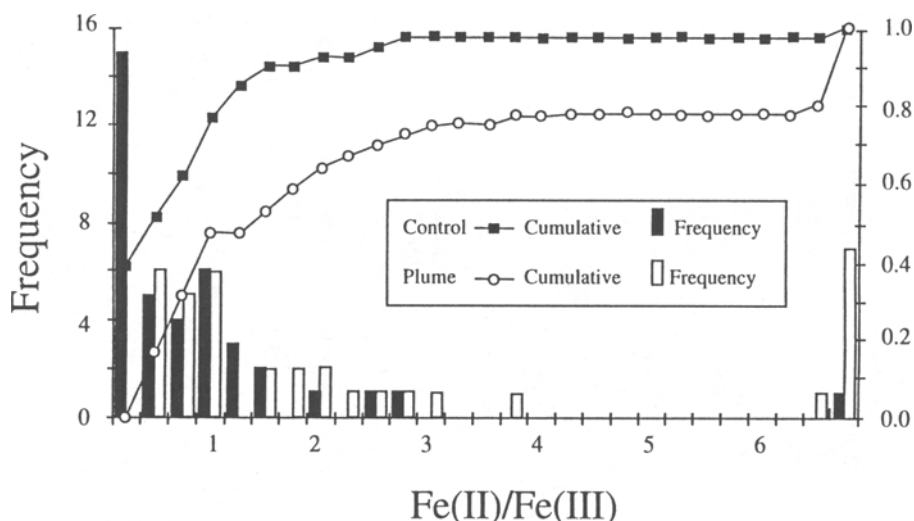 16 1.0
12 0.8
0.6
8 Control Cumulative Frequency
0.4
Plume Cumulative Frequency
4
0.2
0 0.0
1 2 3 4 5 6
Frequency
Fe(II)/Fe(III)